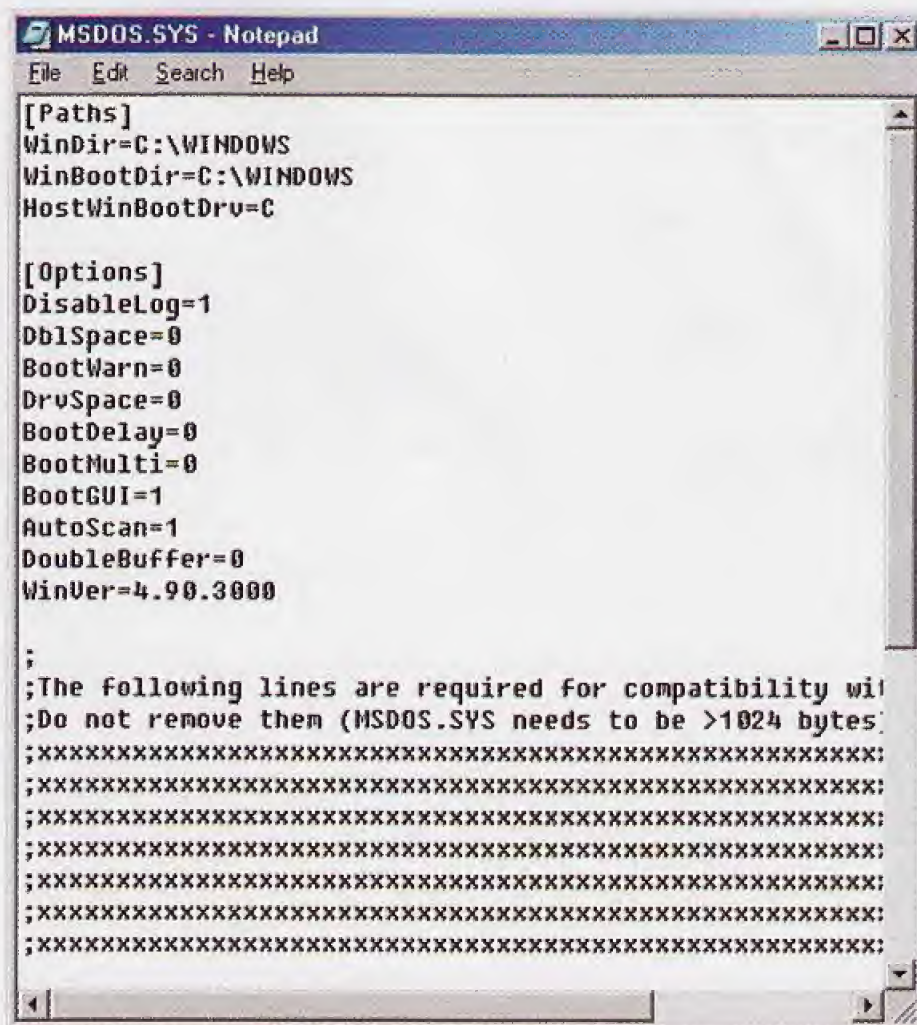 MSDOS.SYS - Notepad
File Edit Search Help
[Paths]
WinDir=C:\WINDOWS
WinBootDir=C:\WINDOWS
HostWinBootDrv=C
[Options]
DisableLog=1
DblSpace=0
BootWarn=0
DrvSpace=0
BootDelay=0
BootMulti=0
BootGUI=1
AutoScan=1
DoubleBuffer=0
WinVer=4.90.3000
;
;The following lines are required for compatibility wit
;Do not remove them (MSDOS.SYS needs to be >1024 bytes)
;xxxxxxxxxxxxxxxxxxxxxxxxxxxxxxxxxxxxxxxxxxxxxxxxxxxxxx
;xxxxxxxxxxxxxxxxxxxxxxxxxxxxxxxxxxxxxxxxxxxxxxxxxxxxxx
;xxxxxxxxxxxxxxxxxxxxxxxxxxxxxxxxxxxxxxxxxxxxxxxxxxxxxx
;xxxxxxxxxxxxxxxxxxxxxxxxxxxxxxxxxxxxxxxxxxxxxxxxxxxxxx
;xxxxxxxxxxxxxxxxxxxxxxxxxxxxxxxxxxxxxxxxxxxxxxxxxxxxxx
;xxxxxxxxxxxxxxxxxxxxxxxxxxxxxxxxxxxxxxxxxxxxxxxxxxxxxx
;xxxxxxxxxxxxxxxxxxxxxxxxxxxxxxxxxxxxxxxxxxxxxxxxxxxxxx